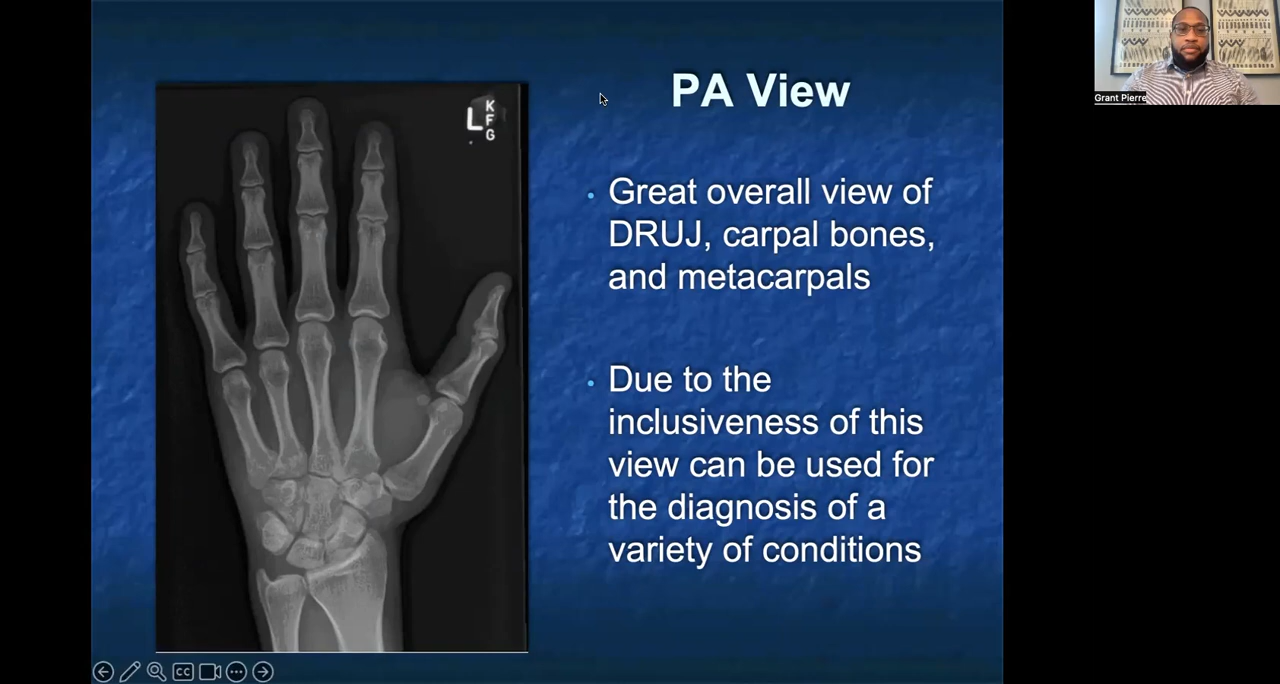 PA View
• Great overall view of
DRUJ, carpal bones,
and metacarpals
• Due to the
inclusiveness of this
view can be used for
the diagnosis of a
variety of conditions
L
K
F
G
Grant Pierre
CC